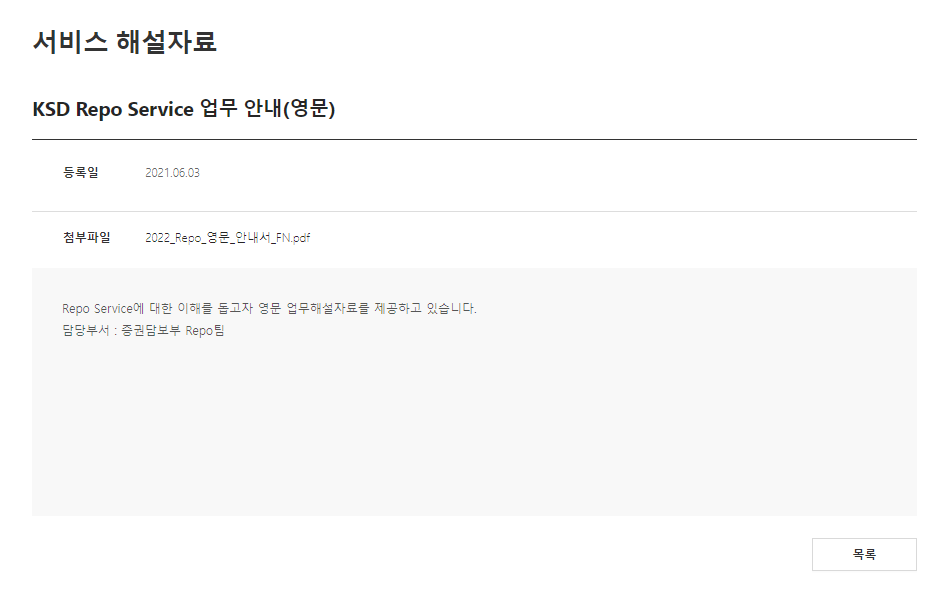 서비스 해설자료
KSD Repo Service 업무 안내(영문)
등록일 2021.06.03
첨부파일 2022_Repo_영문_안내서_FN.pdf
Repo Service에 대한 이해를 돕고자 영문 업무해설자료를 제공하고 있습니다.
담당부서 : 증권담보부 Repo팀
목록